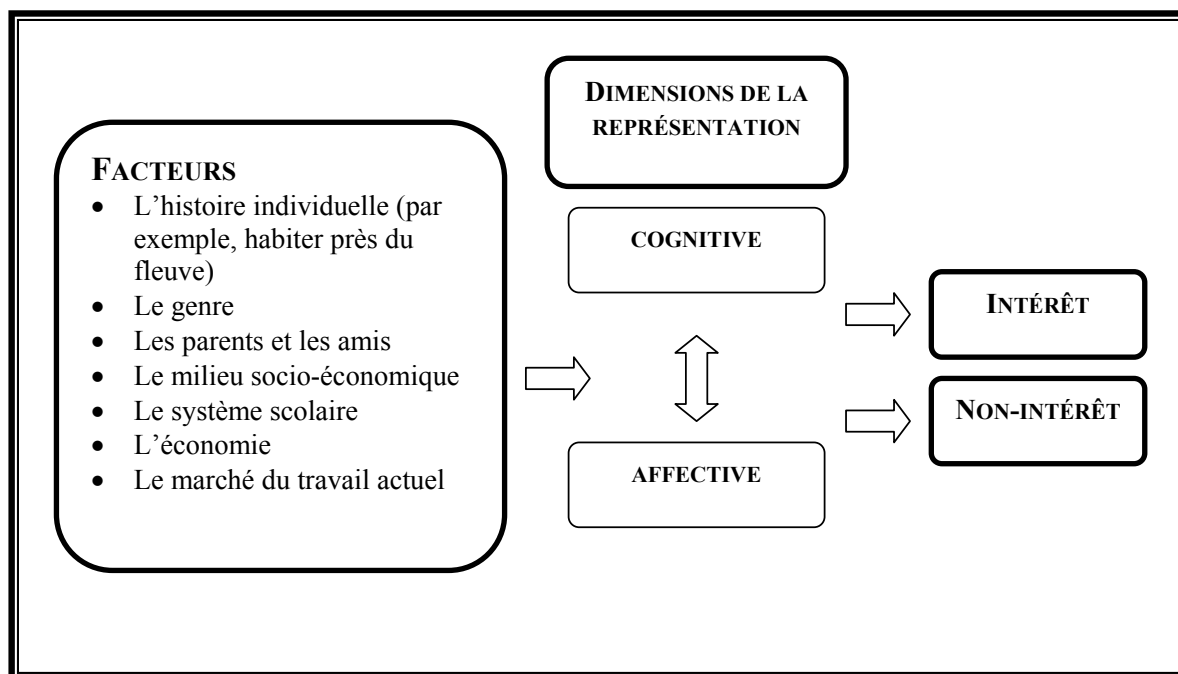 FACTEURS
• L’histoire individuelle (par
exemple, habiter près du
fleuve)
• Le genre
• Les parents et les amis
• Le milieu socio-économique
• Le système scolaire
• L’économie
• Le marché du travail actuel
DIMENSIONS DE LA
REPRÉSENTATION
COGNITIVE
AFFECTIVE
INTÉRÊT
NON-INTÉRÊT